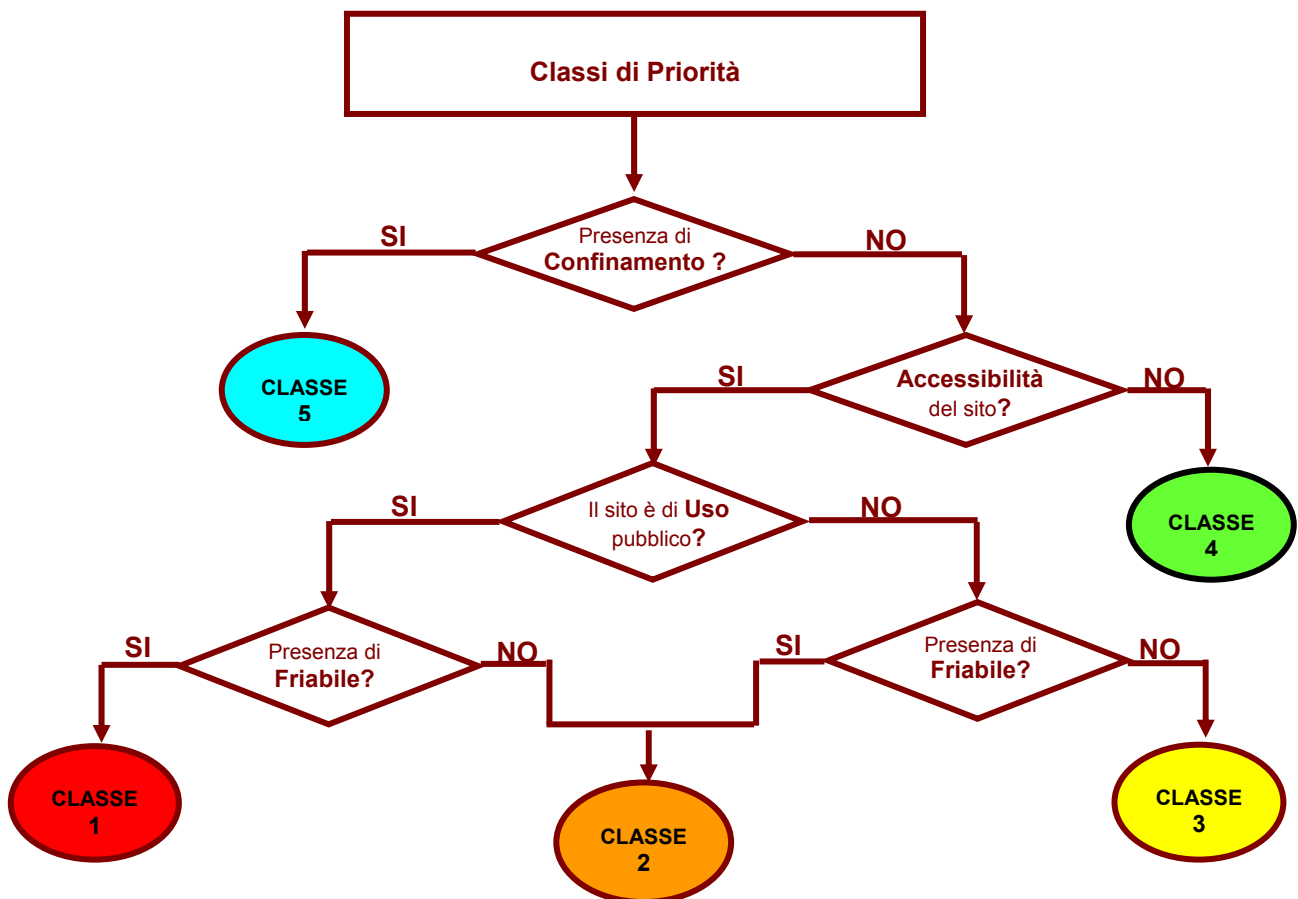 Classi di Priorità
SI
Presenza di
Confinamento ?
NO
CLASSE
5
SI
Accessibilità
del sito?
NO
SI
Il sito è di Uso
pubblico?
NO
CLASSE
4
SI
Presenza di
Friabile?
NO
SI
Presenza di
Friabile?
NO
CLASSE
1
CLASSE
2
CLASSE
3